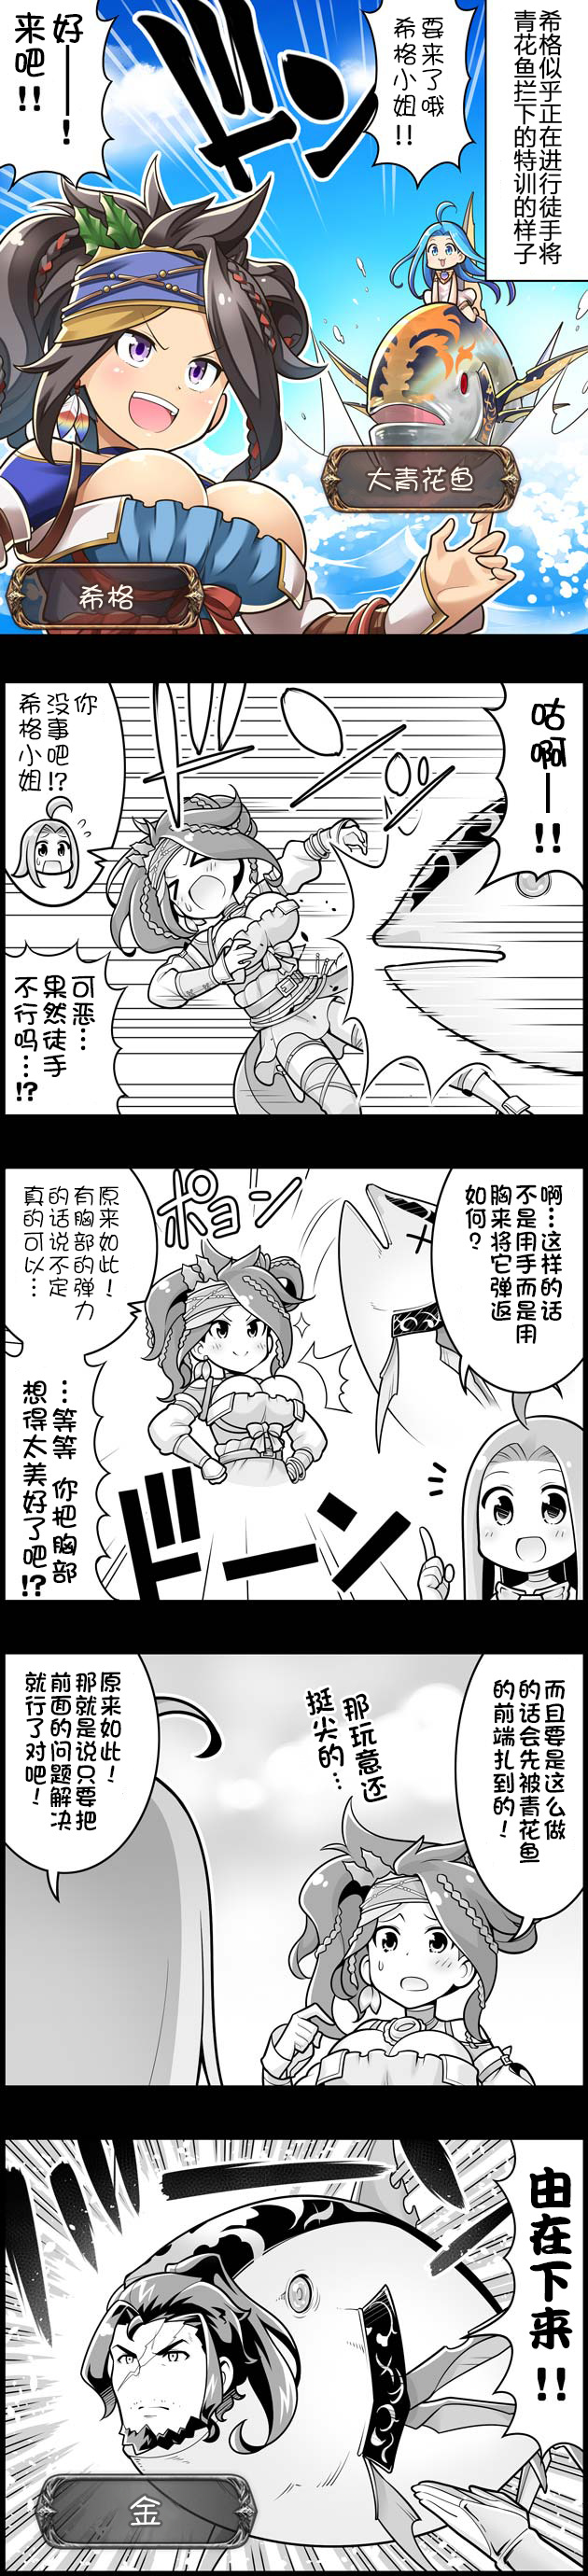 希格似乎正在进行徒手将
青花鱼拦下的特训的样子
要来了哦
希格小姐!!
好——!
来吧!!
ドン
大青花鱼
希格
咕啊—!!
你
没事吧!?
希格小姐
可恶…
果然徒手
不行吗…!?
啊…这样的话
不是用手而是用
胸来将它弹返
如何?
ポヨン
原来如此!
有胸部的弹力
的话说不定
真的可以…
…等等 你把胸部
想得太美好了吧!?
ドーン
而且要是这么做
的话会先被青花鱼
的前端扎到的!
那玩意还
挺尖的…
原来如此!
那就是说只要把
前面的问题解决
就行了对吧!
由在下来!!
金